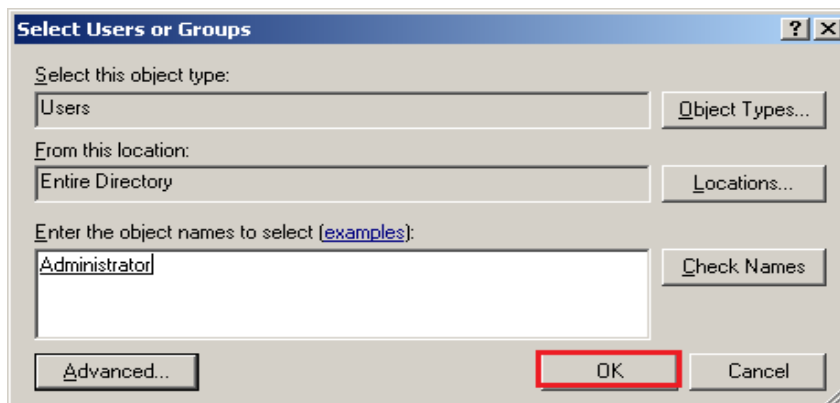 Select Users or Groups
Select this object type:
Users
Object Types...
From this location:
Entire Directory
Locations...
Enter the object names to select (examples):
Administrator
Check Names
Advanced...
OK
Cancel